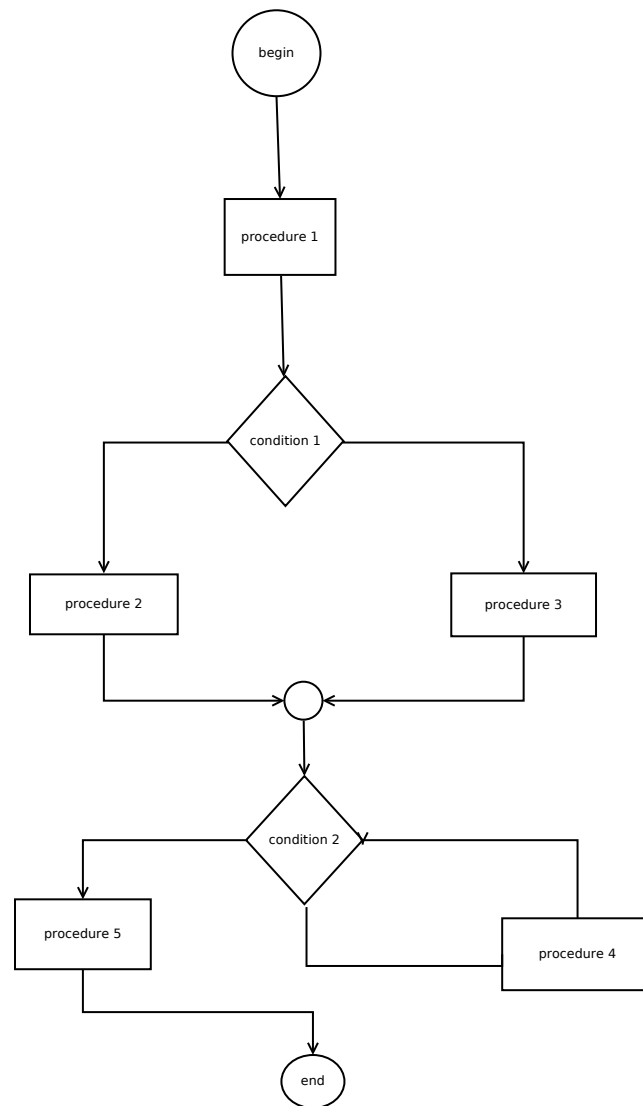 begin
procedure 1
condition 1
procedure 2
procedure 3
condition 2
procedure 5
procedure 4
end